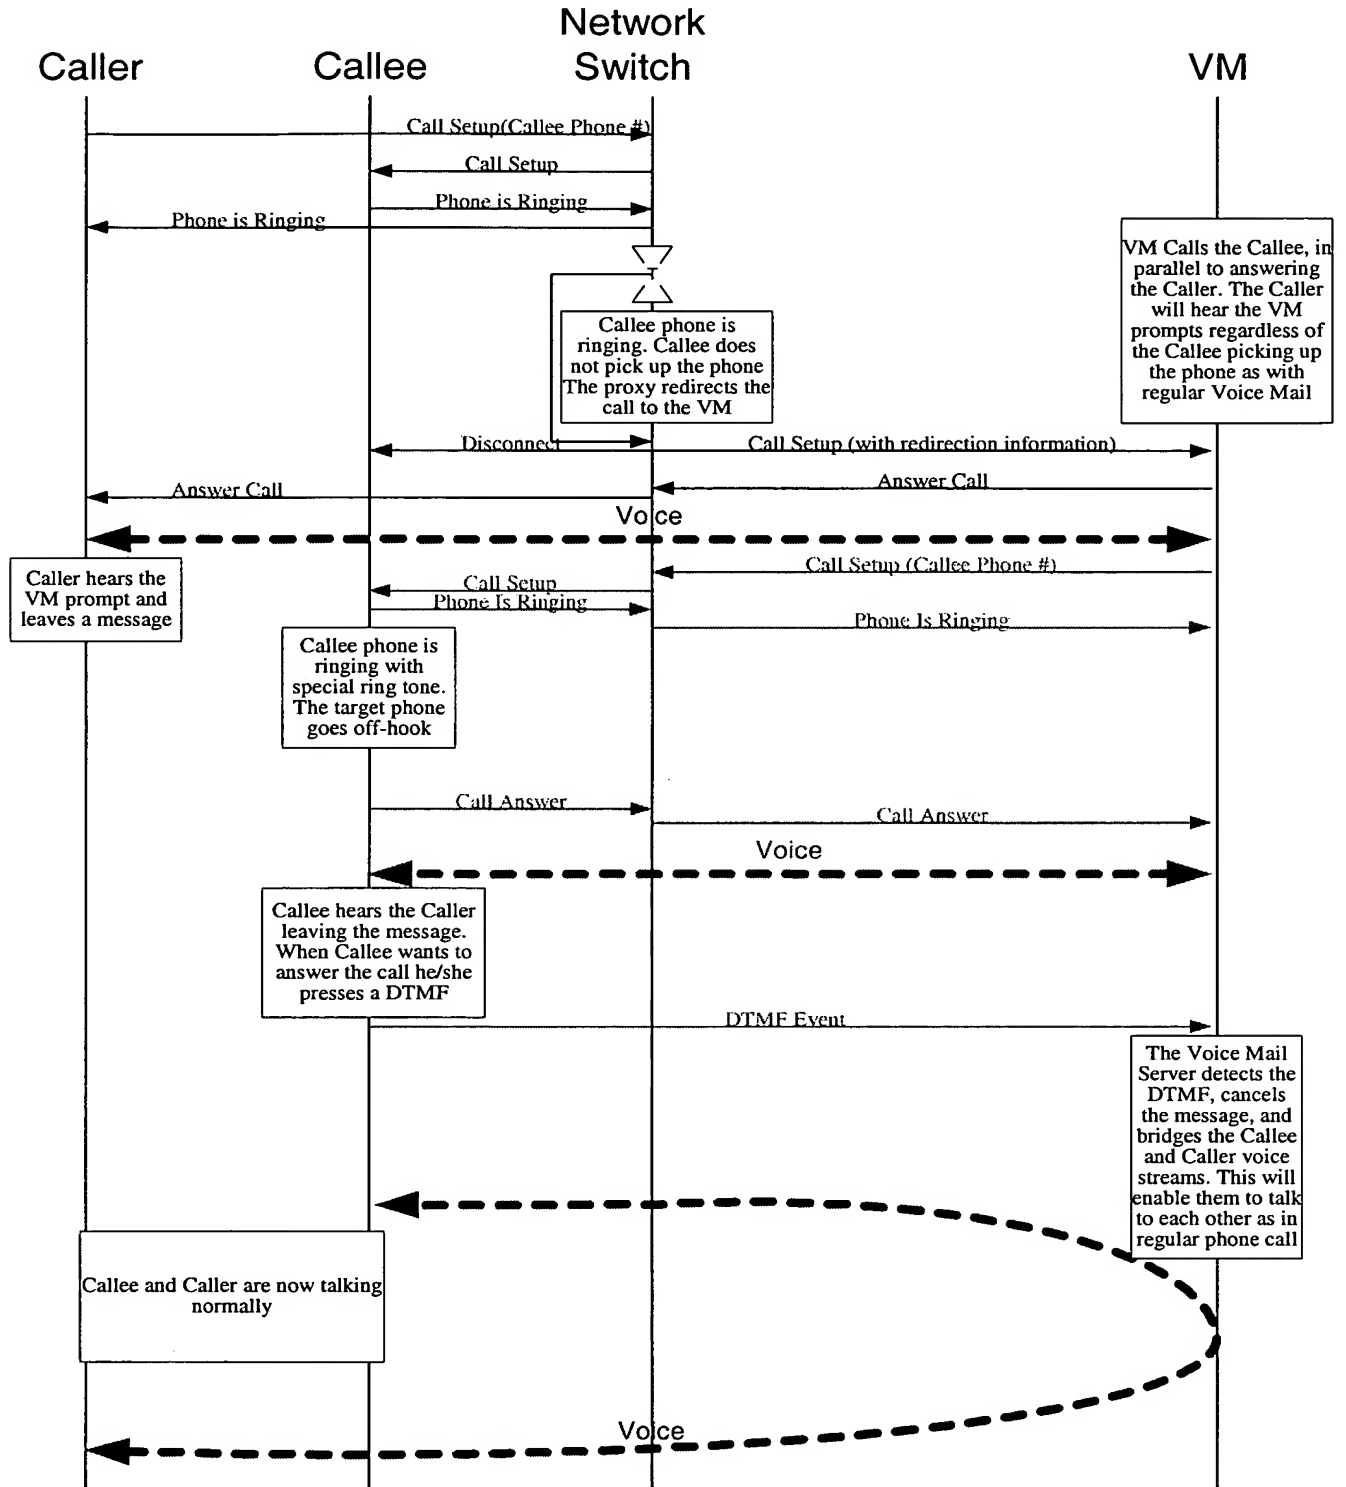 Network
Caller
Callee
Switch
VM
Call Setup(Callee Phone #)
Call Setup
Phone is Ringing
Phone is Ringing
VM Calls the Callee, in
parallel to answering
the Caller. The Caller
will hear the VM
prompts regardless of
the Callee picking up
the phone as with
regular Voice Mail
Callee phone is
ringing. Callee does
not pick up the phone
The proxy redirects the
call to the VM
Disconnect
Call Setup (with redirection information)
Answer Call
Answer Call
Voice
Caller hears the
VM prompt and
leaves a message
Call Setup (Callee Phone #)
Call Setup
Phone Is Ringing
Phone Is Ringing
Callee phone is
ringing with
special ring tone.
The target phone
goes off-hook
Call Answer
Call Answer
Voice
Callee hears the Caller
leaving the message.
When Callee wants to
answer the call he/she
presses a DTMF
DTMF Event
The Voice Mail
Server detects the
DTMF, cancels
the message, and
bridges the Callee
and Caller voice
streams. This will
enable them to talk
to each other as in
regular phone call
Callee and Caller are now talking
normally
Voice